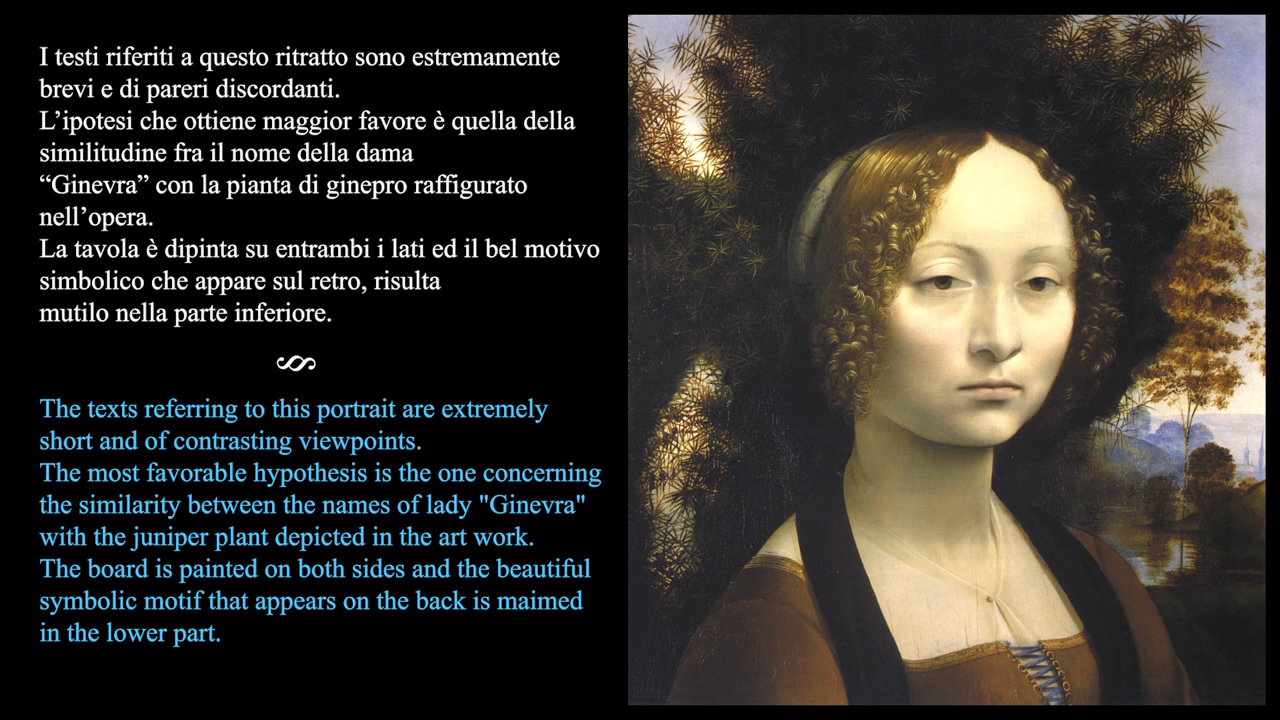 I testi riferiti a questo ritratto sono estremamente
brevi e di pareri discordanti.
L’ipotesi che ottiene maggior favore è quella della
similitudine fra il nome della dama
“Ginevra” con la pianta di ginepro raffigurato
nell’opera.
La tavola è dipinta su entrambi i lati ed il bel motivo
simbolico che appare sul retro, risulta
mutilo nella parte inferiore.
The texts referring to this portrait are extremely
short and of contrasting viewpoints.
The most favorable hypothesis is the one concerning
the similarity between the names of lady "Ginevra"
with the juniper plant depicted in the art work.
The board is painted on both sides and the beautiful
symbolic motif that appears on the back is maimed
in the lower part.